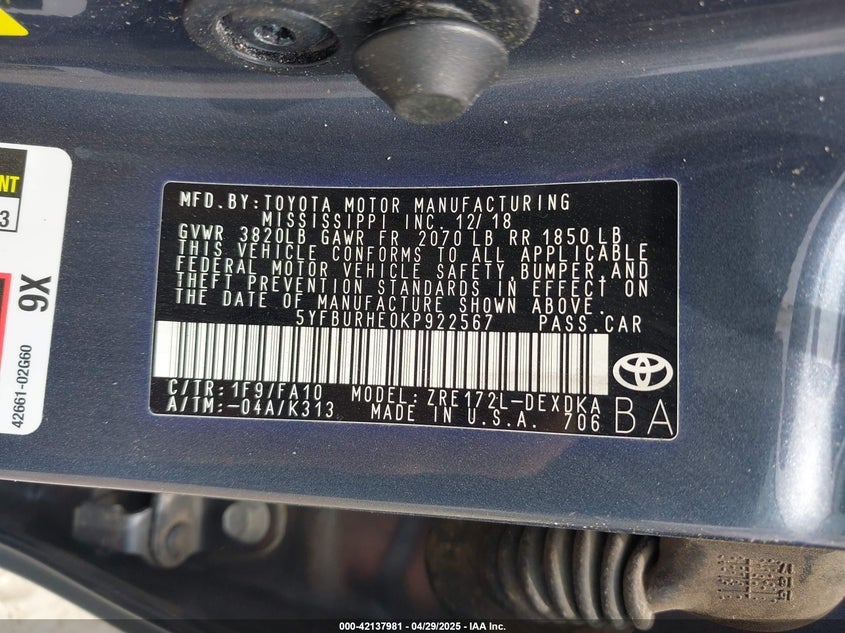 MFD.BY:TOYOTA MOTOR MANUFACTURING
MISSISSIPPI INC. 12/18
GVWR 3820LB GAWR FR 2070 LB RR 1850 LB
THIS VEHICLE CONFORMS TO ALL APPLICABLE
FEDERAL MOTOR VEHICLE SAFETY,BUMPER,AND
THEFT PREVENTION STANDARDS IN EFFECT ON
THE DATE OF MANUFACTURE SHOWN ABOVE.
5YFBURHE0KP922567 PASS.CAR
C/TR:1F9/FA10 MODEL:ZRE172L-DEXDKA
A/TM:-04A/K313 MADE IN U.S.A. 706
BA
NT
3
9X
42661-02G60
000-42137981 - 04/29/2025 - IAA Inc.